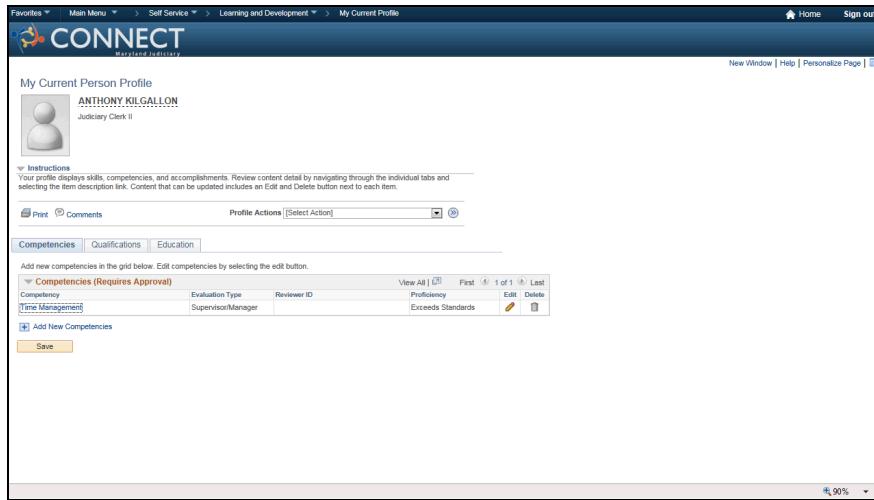 Favorites Main Menu > Self Service > Learning and Development > My Current Profile Home Sign out
CONNECT
Maryland Judiciary
New Window | Help | Personalize Page |
My Current Person Profile
ANTHONY KILGALLON
Judiciary Clerk II
Instructions
Your profile displays skills, competencies, and accomplishments. Review content detail by navigating through the individual tabs and
selecting the item description link. Content that can be updated includes an Edit and Delete button next to each item.
Print Comments Profile Actions [Select Action]
Competencies Qualifications Education
Add new competencies in the grid below. Edit competencies by selecting the edit button.
Competencies (Requires Approval) View All | First 1 of 1 Last
Competency Evaluation Type Reviewer ID Proficiency Edit Delete
Time Management Supervisor/Manager Exceeds Standards
Add New Competencies
Save
90%